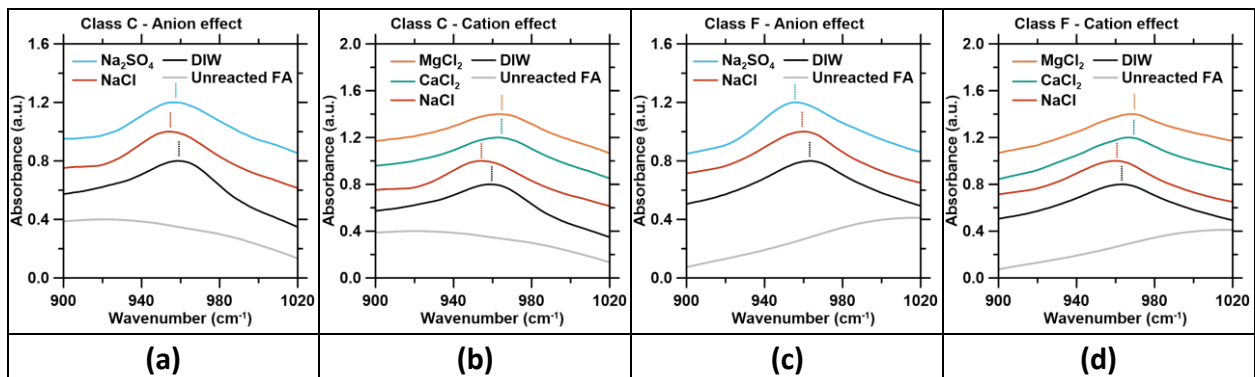 Class C - Anion effect
Na₂SO₄
NaCl
DIW
Unreacted FA
Absorbance (a.u.)
1.6
1.2
0.8
0.4
0.0
900
940
980
1020
Wavenumber (cm⁻¹)
(a)
Class C - Cation effect
MgCl₂
CaCl₂
NaCl
DIW
Unreacted FA
Absorbance (a.u.)
2.0
1.6
1.2
0.8
0.4
0.0
900
940
980
1020
Wavenumber (cm⁻¹)
(b)
Class F - Anion effect
Na₂SO₄
NaCl
DIW
Unreacted FA
Absorbance (a.u.)
1.6
1.2
0.8
0.4
0.0
900
940
980
1020
Wavenumber (cm⁻¹)
(c)
Class F - Cation effect
MgCl₂
CaCl₂
NaCl
DIW
Unreacted FA
Absorbance (a.u.)
2.0
1.6
1.2
0.8
0.4
0.0
900
940
980
1020
Wavenumber (cm⁻¹)
(d)